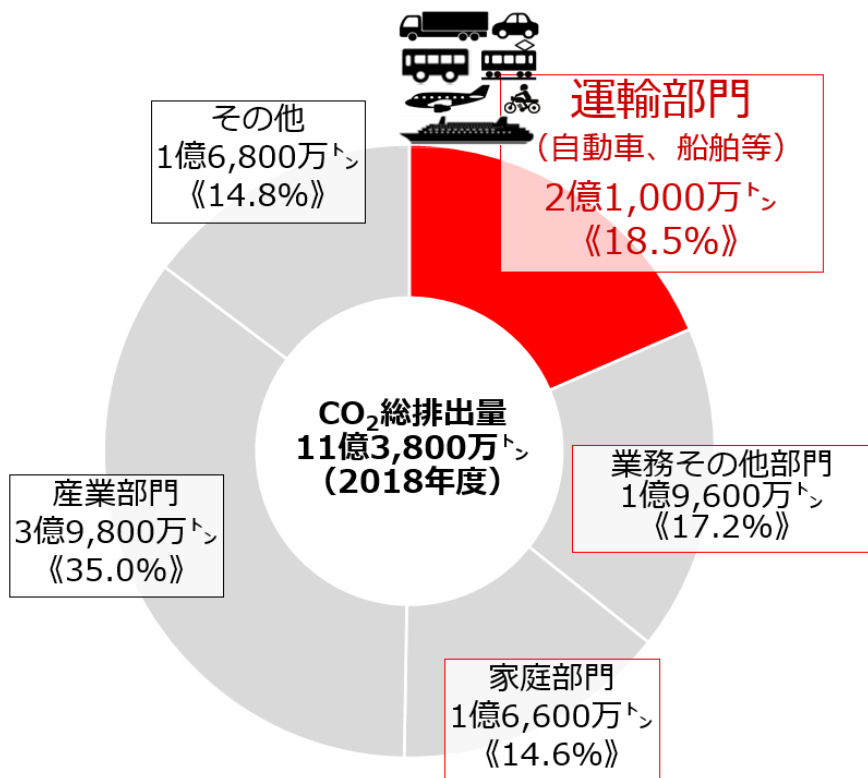 その他
1億6,800万㌧
《14.8%》
運輸部門
(自動車、船舶等)
2億1,000万㌧
《18.5%》
CO₂総排出量
11億3,800万㌧
(2018年度)
業務その他部門
1億9,600万㌧
《17.2%》
産業部門
3億9,800万㌧
《35.0%》
家庭部門
1億6,600万㌧
《14.6%》